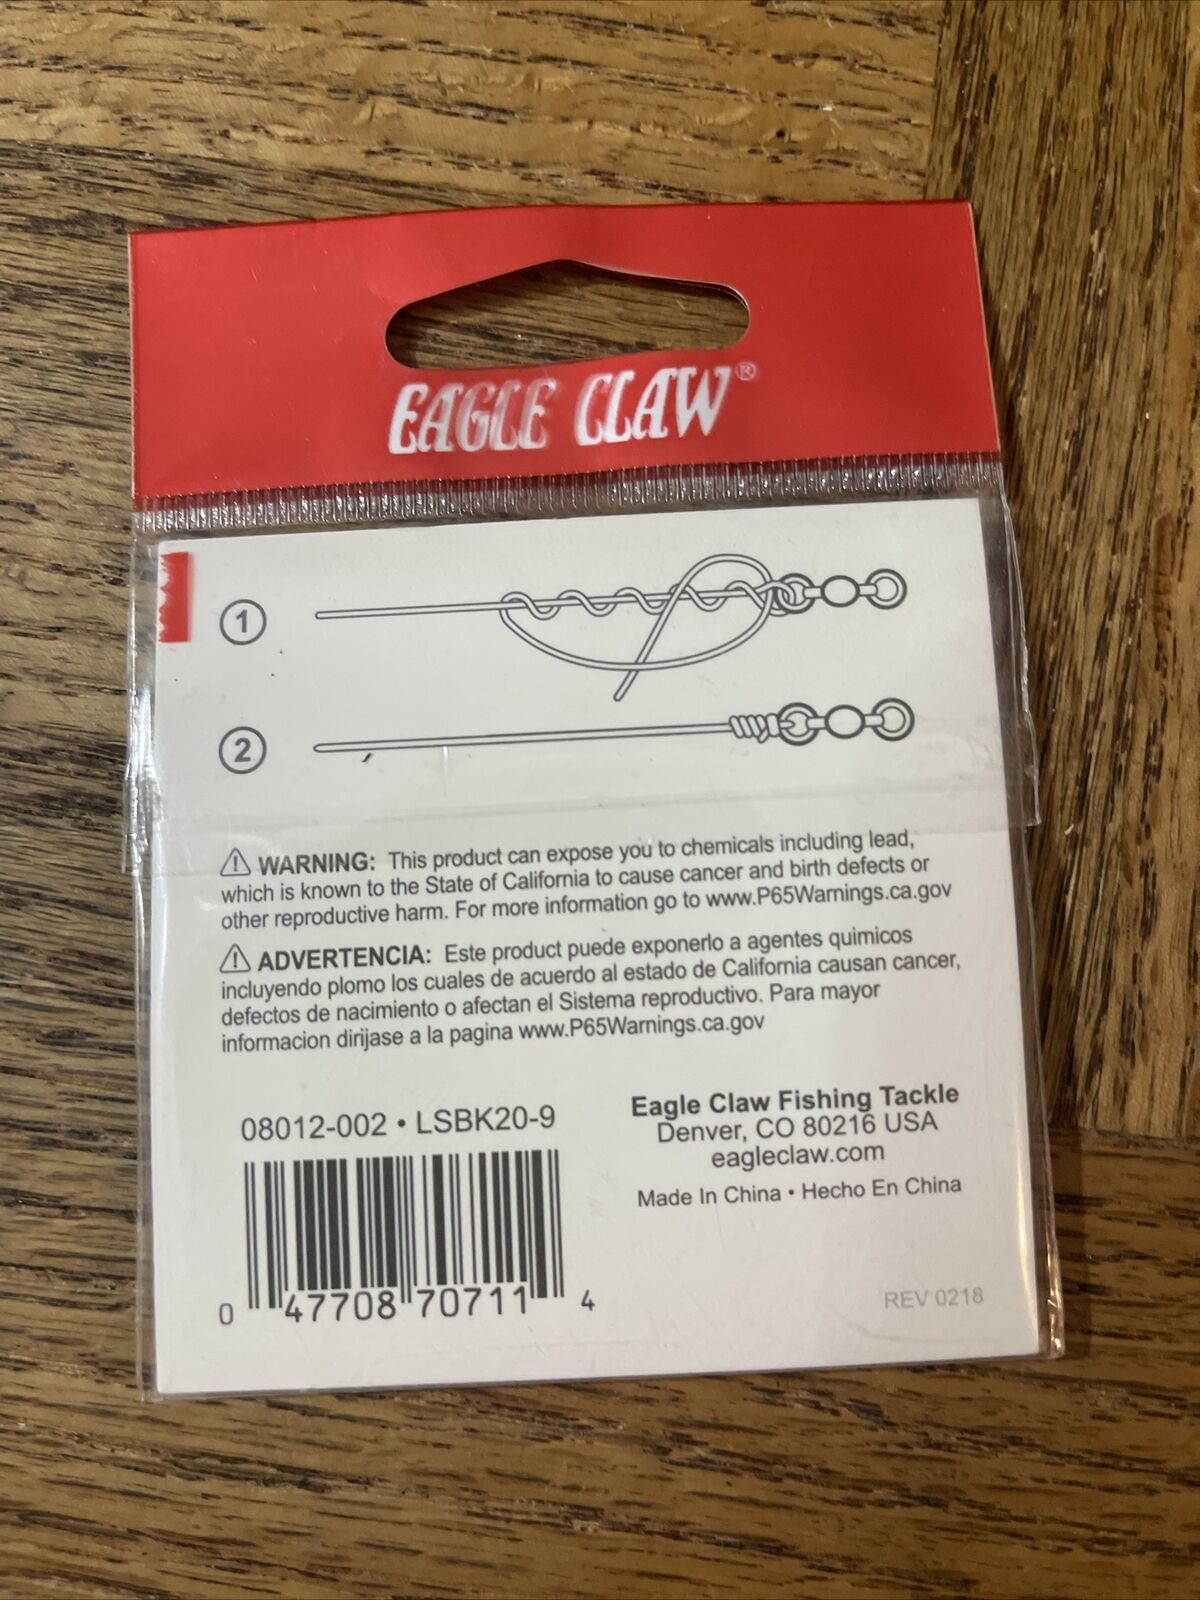 EAGLE CLAW®
1
2
⚠ WARNING: This product can expose you to chemicals including lead,
which is known to the State of California to cause cancer and birth defects or
other reproductive harm. For more information go to www.P65Warnings.ca.gov
⚠ ADVERTENCIA: Este product puede exponerlo a agentes quimicos
incluyendo plomo los cuales de acuerdo al estado de California causan cancer,
defectos de nacimiento o afectan el Sistema reproductivo. Para mayor
informacion dirijase a la pagina www.P65Warnings.ca.gov
08012-002 • LSBK20-9
0 47708 70711 4
Eagle Claw Fishing Tackle
Denver, CO 80216 USA
eagleclaw.com
Made In China • Hecho En China
REV 0218